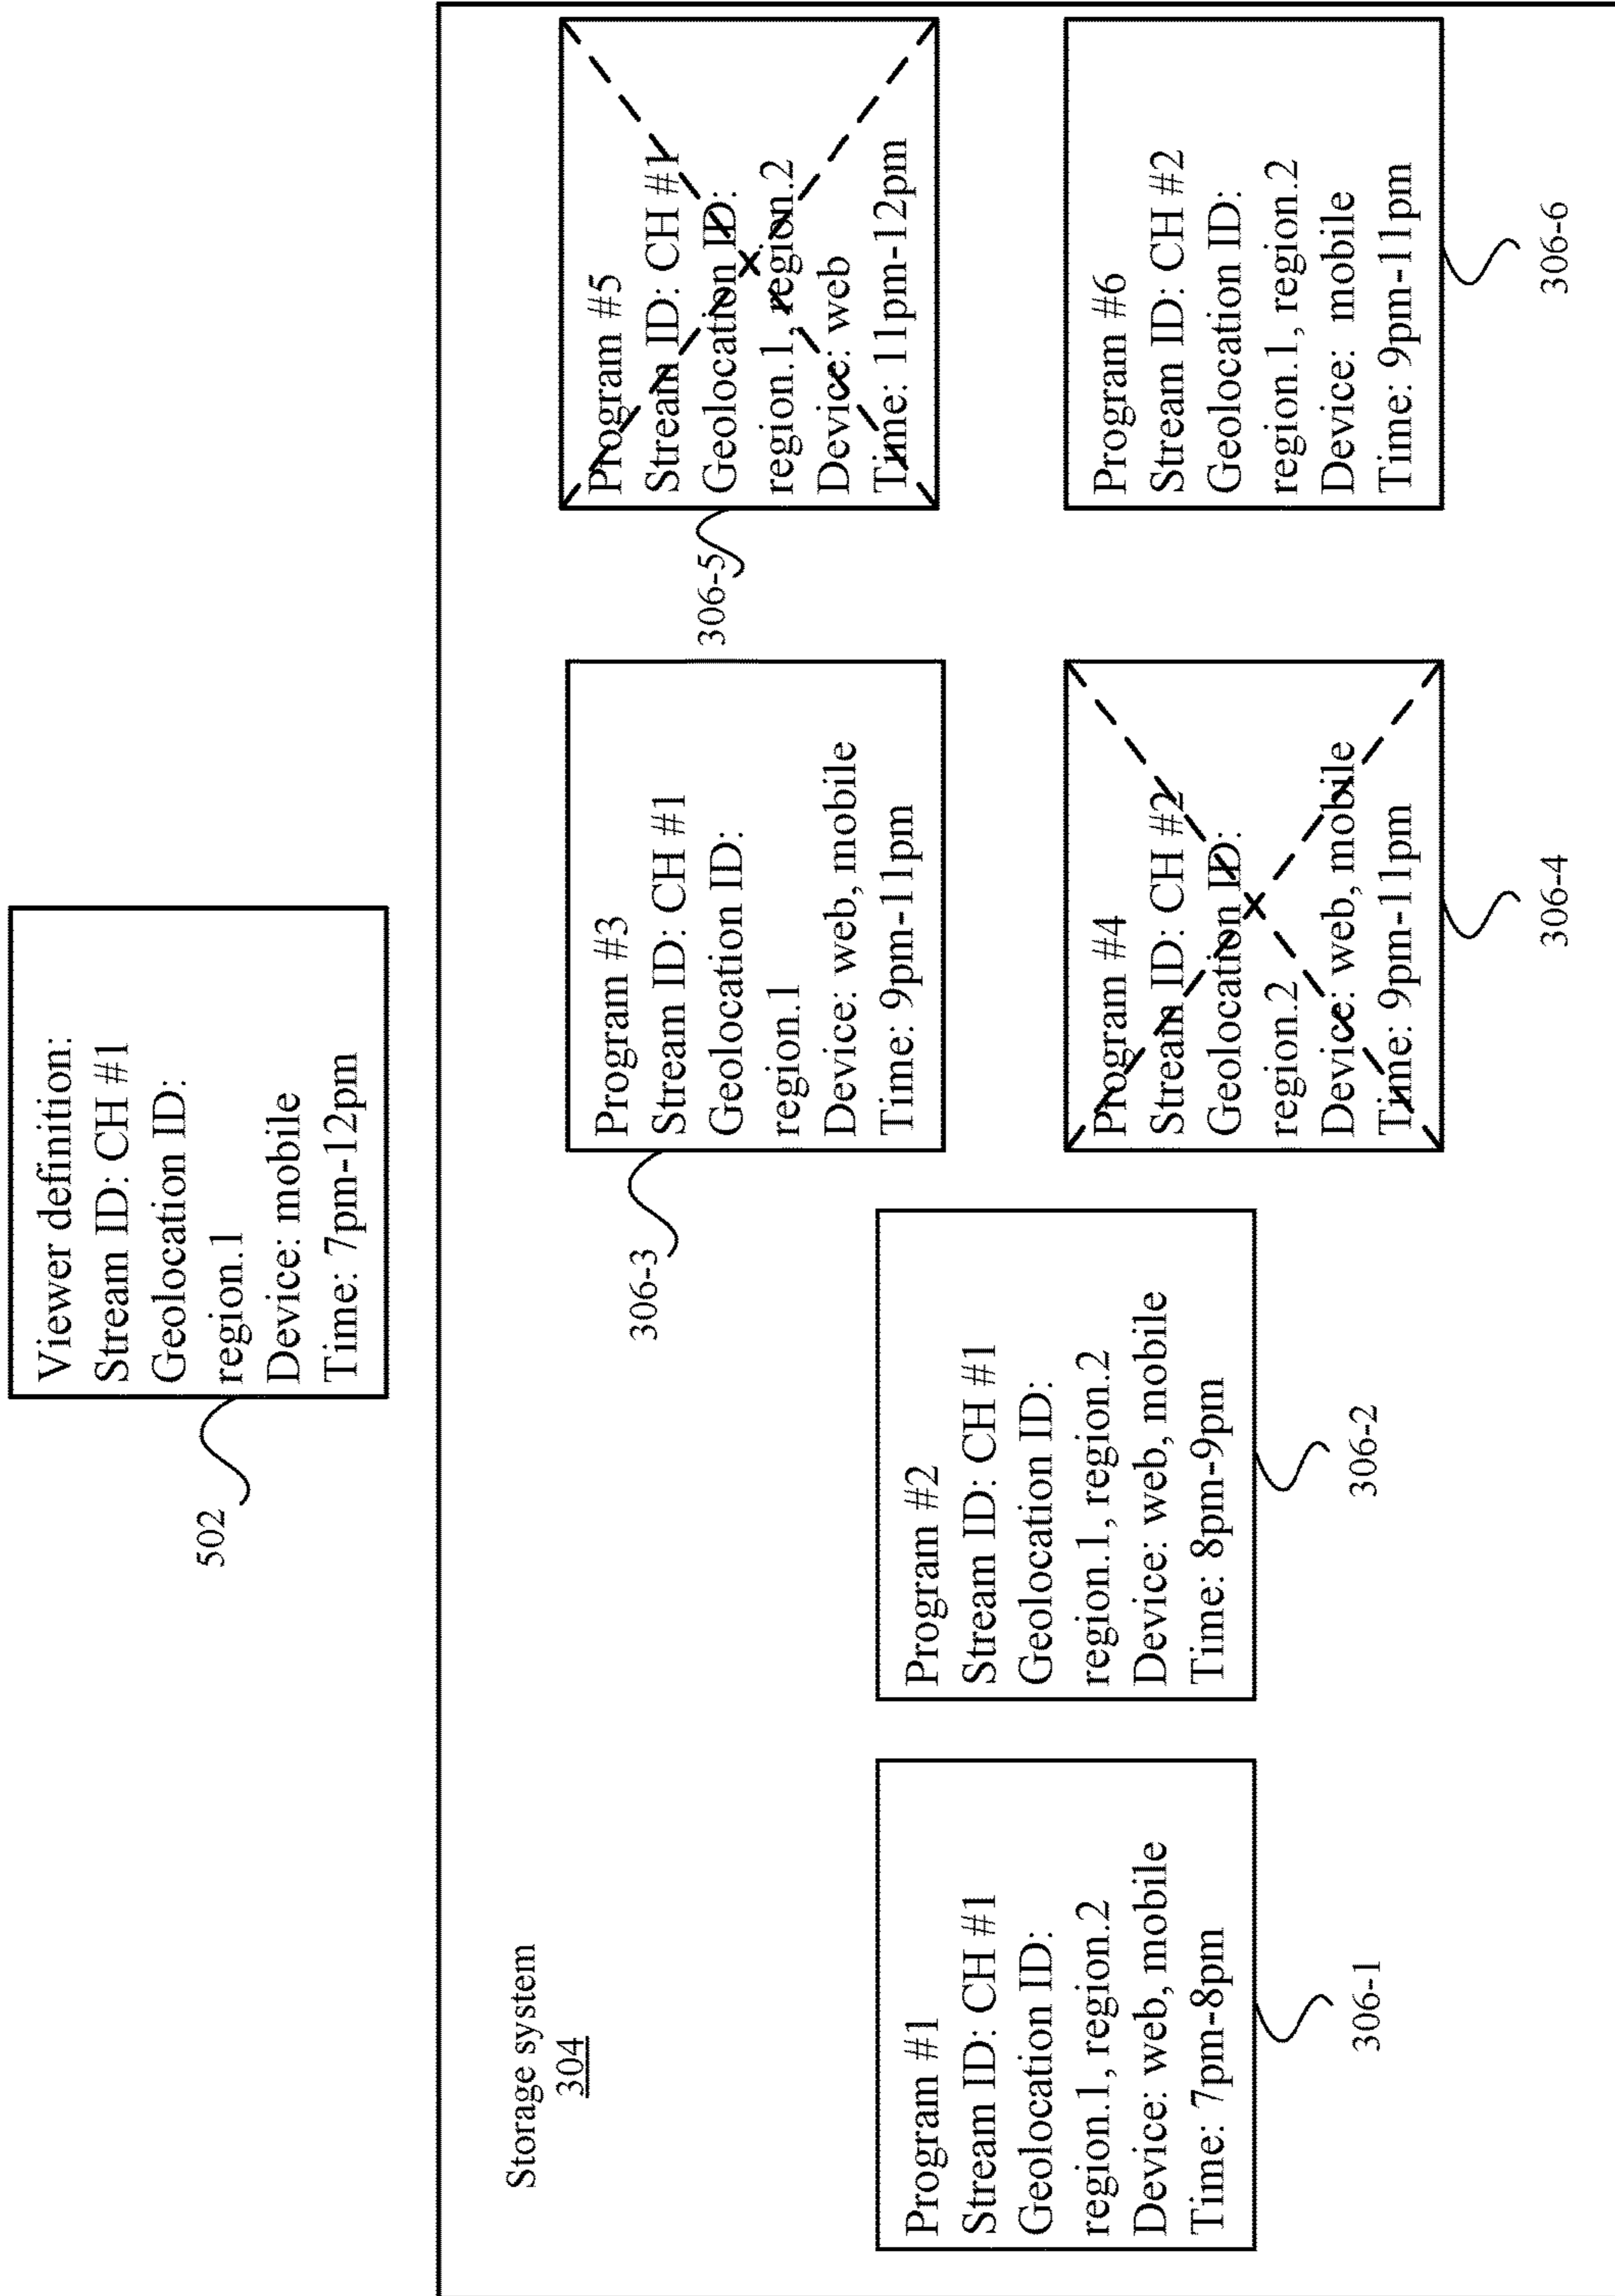 Viewer definition:
Stream ID: CH #1
Geolocation ID:
region.1
Device: mobile
Time: 7pm-12pm
502
Storage system
304
Program #1
Stream ID: CH #1
Geolocation ID:
region.1, region.2
Device: web, mobile
Time: 7pm-8pm
306-1
Program #2
Stream ID: CH #1
Geolocation ID:
region.1, region.2
Device: web, mobile
Time: 8pm-9pm
306-2
Program #3
Stream ID: CH #1
Geolocation ID:
region.1
Device: web, mobile
Time: 9pm-11pm
306-3
Program #4
Stream ID: CH #2
Geolocation ID:
region.2
Device: web, mobile
Time: 9pm-11pm
306-4
Program #5
Stream ID: CH #1
Geolocation ID:
region.1, region.2
Device: web
Time: 11pm-12pm
306-5
Program #6
Stream ID: CH #2
Geolocation ID:
region.1, region.2
Device: mobile
Time: 9pm-11pm
306-6